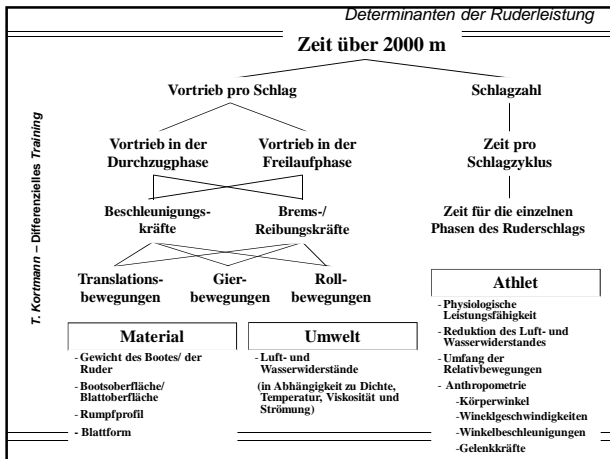 Determinanten der Ruderleistung
Zeit über 2000 m
Vortrieb pro Schlag
Schlagzahl
Vortrieb in der
Durchzugphase
Vortrieb in der
Freilaufphase
Zeit pro
Schlagzyklus
Beschleunigungs-
kräfte
Brems-/
Reibungskräfte
Zeit für die einzelnen
Phasen des Ruderschlags
Translations-
bewegungen
Gier-
bewegungen
Roll-
bewegungen
T. Kortmann – Differenzielles Training
Material
- Gewicht des Bootes/ der
Ruder
- Bootsoberfläche/
Blattoberfläche
- Rumpfprofil
- Blattform
Umwelt
- Luft- und
Wasserwiderstände
(in Abhängigkeit zu Dichte,
Temperatur, Viskosität und
Strömung)
Athlet
- Physiologische
Leistungsfähigkeit
- Reduktion des Luft- und
Wasserwiderstandes
- Umfang der
Relativbewegungen
- Anthropometrie
-Körperwinkel
-Wineklgeschwindigkeiten
-Winkelbeschleunigungen
-Gelenkkräfte